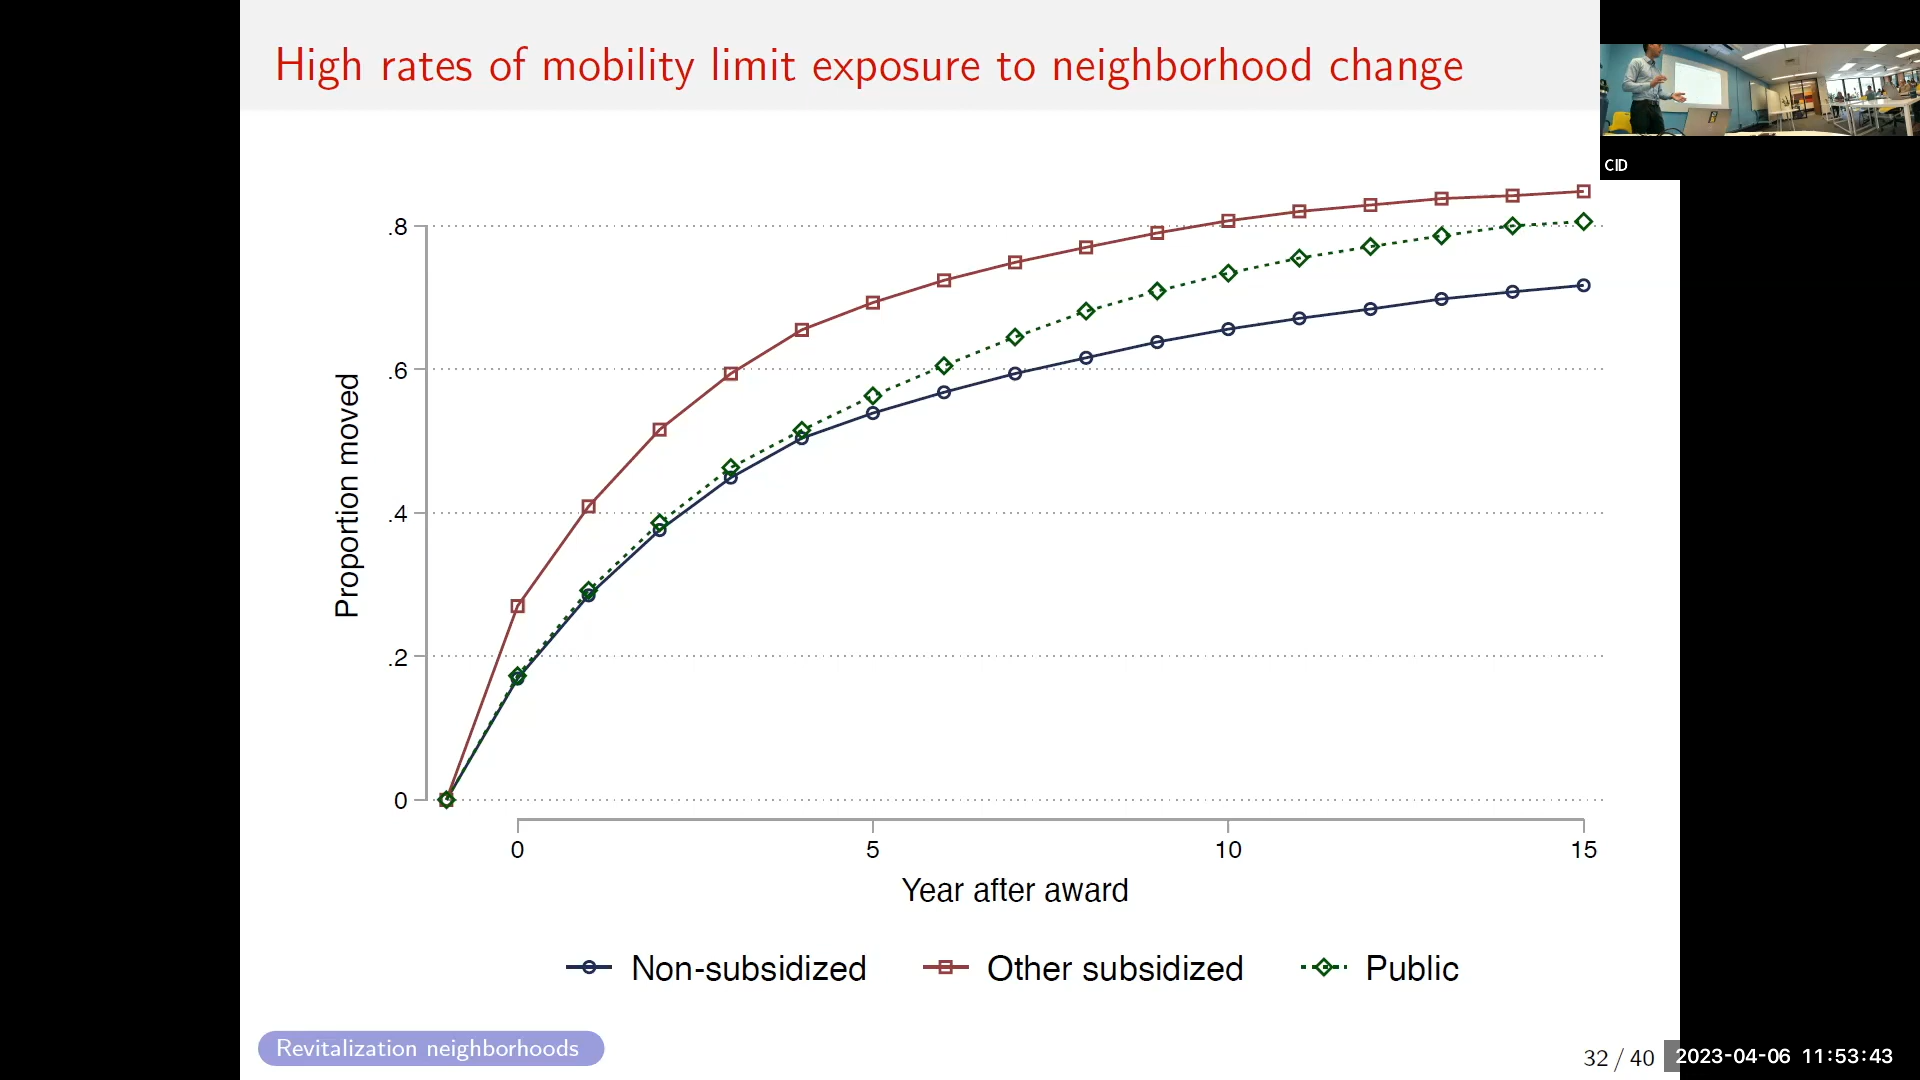 High rates of mobility limit exposure to neighborhood change
CID
.8
.6
.4
.2
0
Proportion moved
0 5 10 15
Year after award
Non-subsidized Other subsidized Public
Revitalization neighborhoods
32 / 40
2023-04-06 11:53:43